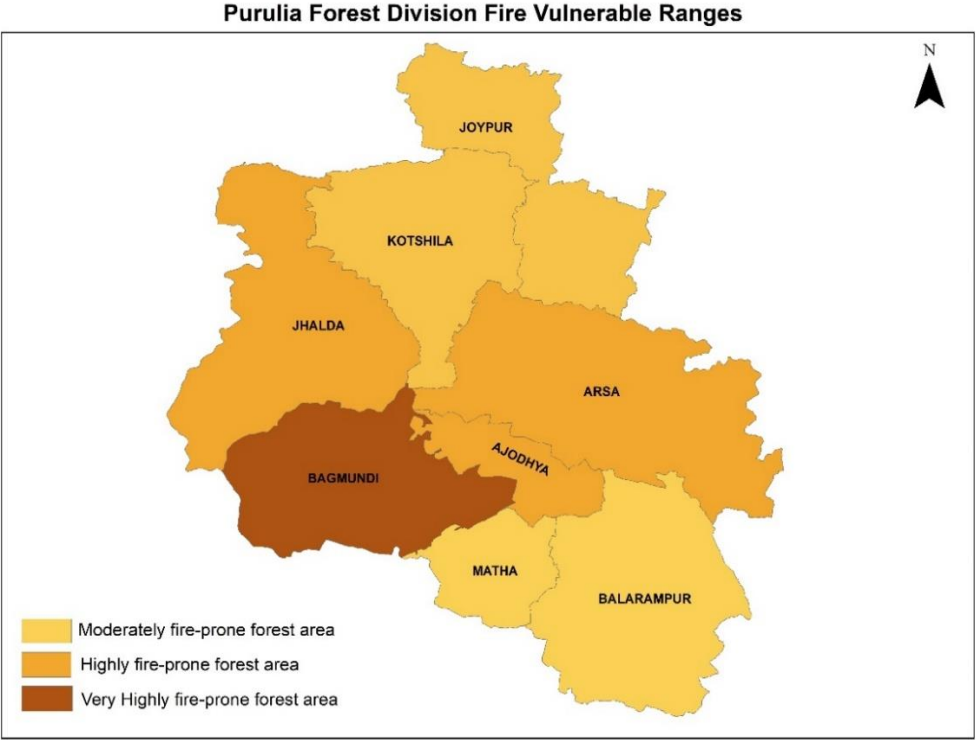 Purulia Forest Division Fire Vulnerable Ranges
N
JOYPUR
KOTSHILA
JHALDA
ARSA
AJODHYA
BAGMUNDI
MATHA
BALARAMPUR
Moderately fire-prone forest area
Highly fire-prone forest area
Very Highly fire-prone forest area